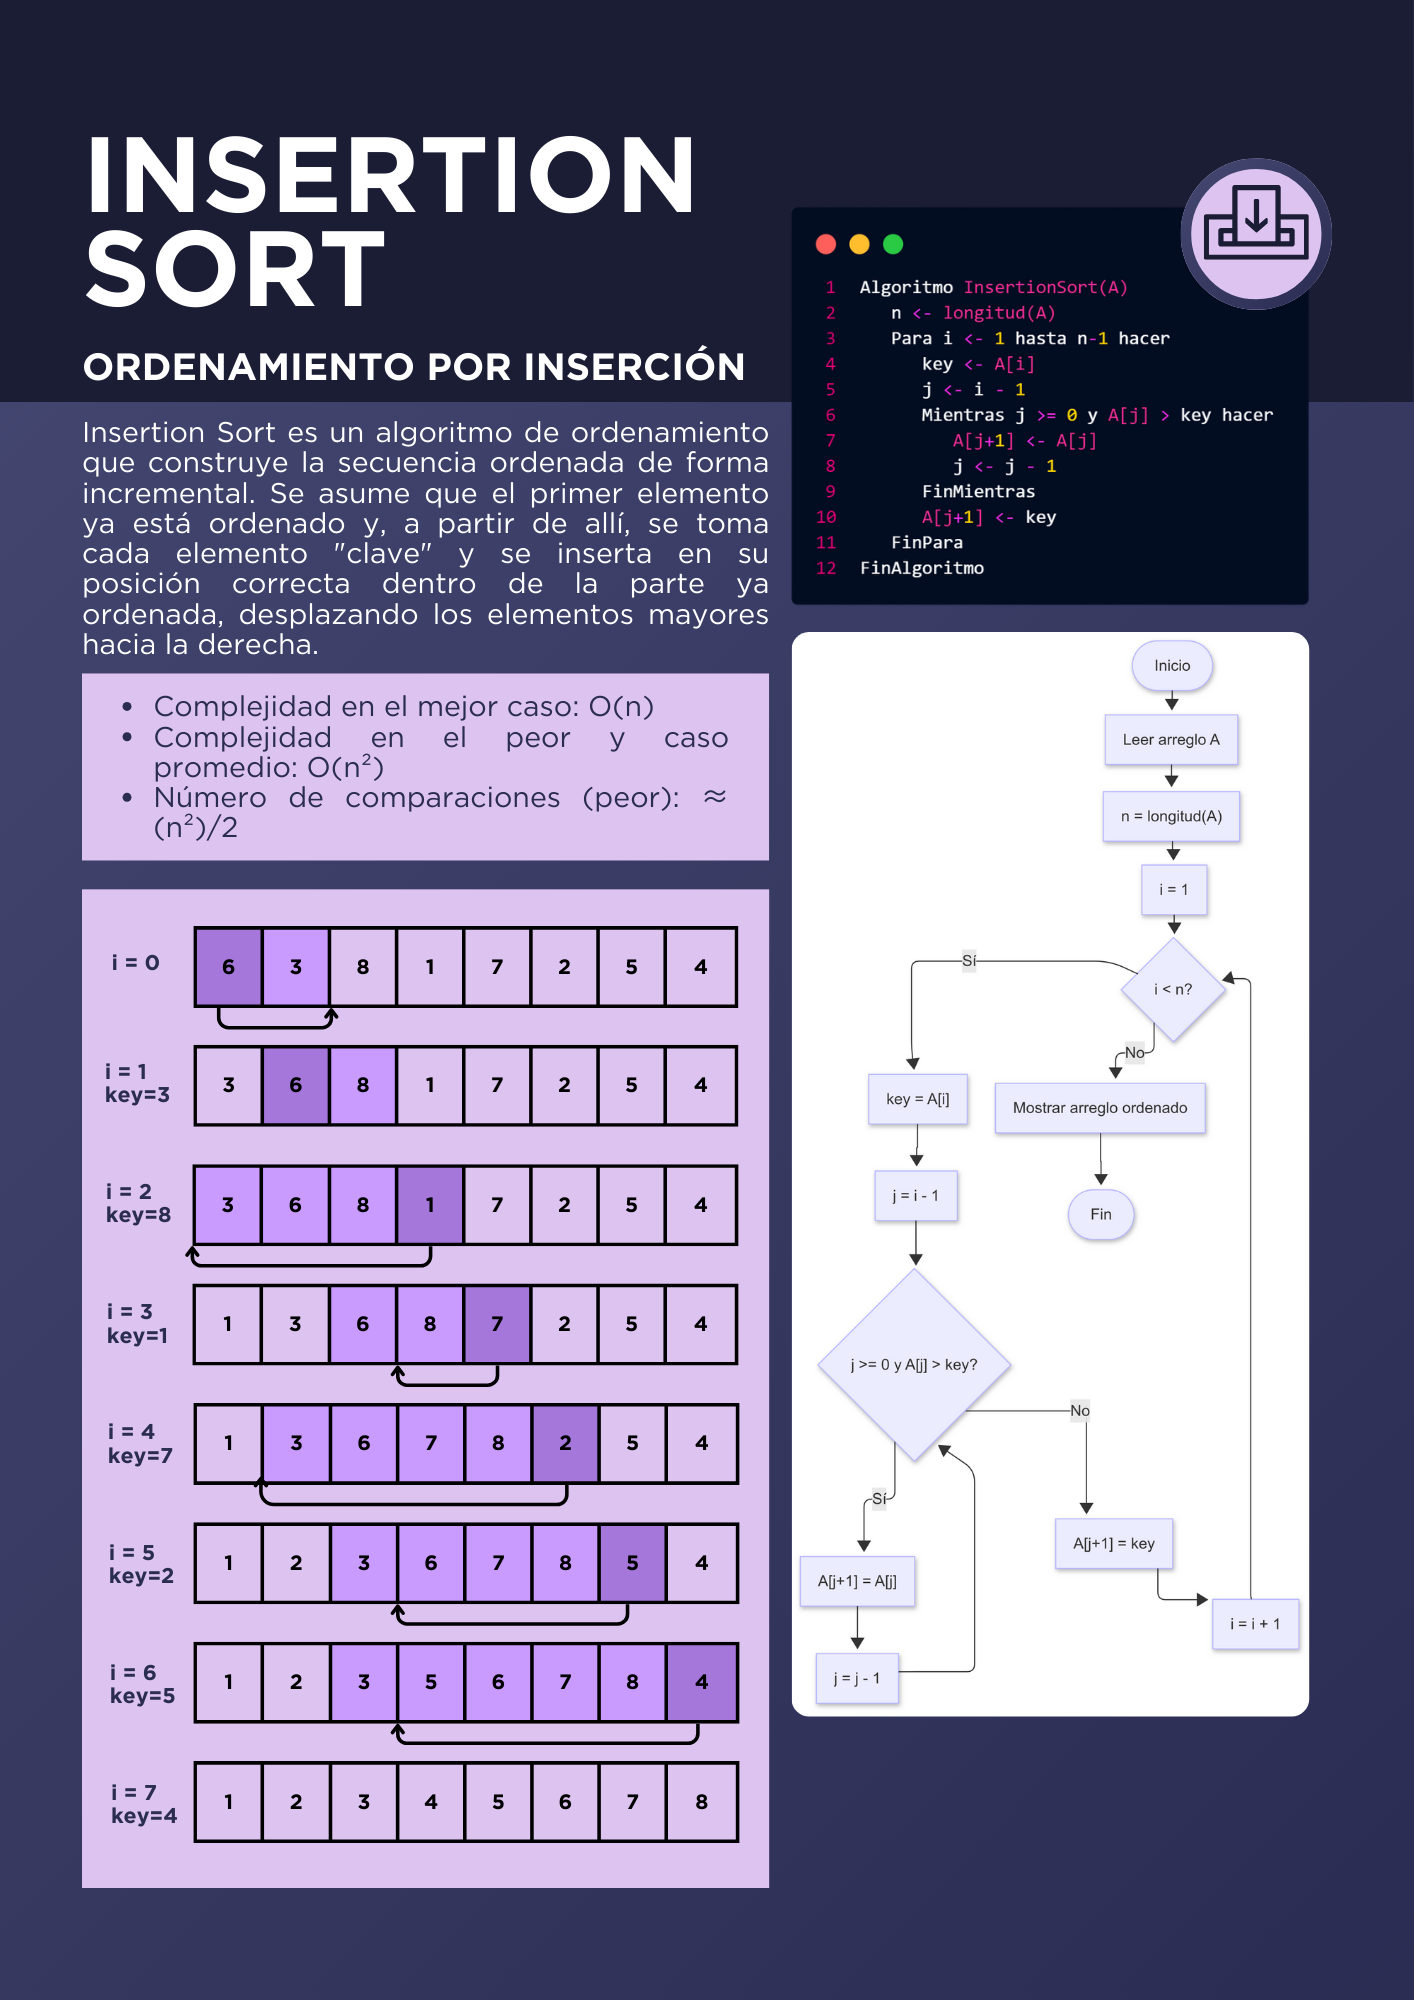 INSERTION
SORT
ORDENAMIENTO POR INSERCIÓN
Insertion Sort es un algoritmo de ordenamiento
que construye la secuencia ordenada de forma
incremental. Se asume que el primer elemento
ya está ordenado y, a partir de allí, se toma
cada elemento "clave" y se inserta en su
posición correcta dentro de la parte ya
ordenada, desplazando los elementos mayores
hacia la derecha.
• Complejidad en el mejor caso: O(n)
• Complejidad en el peor y caso
promedio: O(n²)
• Número de comparaciones (peor): ≈
(n²)/2
i = 0
6 3 8 1 7 2 5 4
i = 1
key=3
3 6 8 1 7 2 5 4
i = 2
key=8
3 6 8 1 7 2 5 4
i = 3
key=1
1 3 6 8 7 2 5 4
i = 4
key=7
1 3 6 7 8 2 5 4
i = 5
key=2
1 2 3 6 7 8 5 4
i = 6
key=5
1 2 3 5 6 7 8 4
i = 7
key=4
1 2 3 4 5 6 7 8
1 Algoritmo InsertionSort(A)
2 n <- longitud(A)
3 Para i <- 1 hasta n-1 hacer
4 key <- A[i]
5 j <- i - 1
6 Mientras j >= 0 y A[j] > key hacer
7 A[j+1] <- A[j]
8 j <- j - 1
9 FinMientras
10 A[j+1] <- key
11 FinPara
12 FinAlgoritmo
Inicio
Leer arreglo A
n = longitud(A)
i = 1
i < n?
Sí
No
key = A[i]
Mostrar arreglo ordenado
j = i - 1
Fin
j >= 0 y A[j] > key?
No
Sí
A[j+1] = key
A[j+1] = A[j]
i = i + 1
j = j - 1